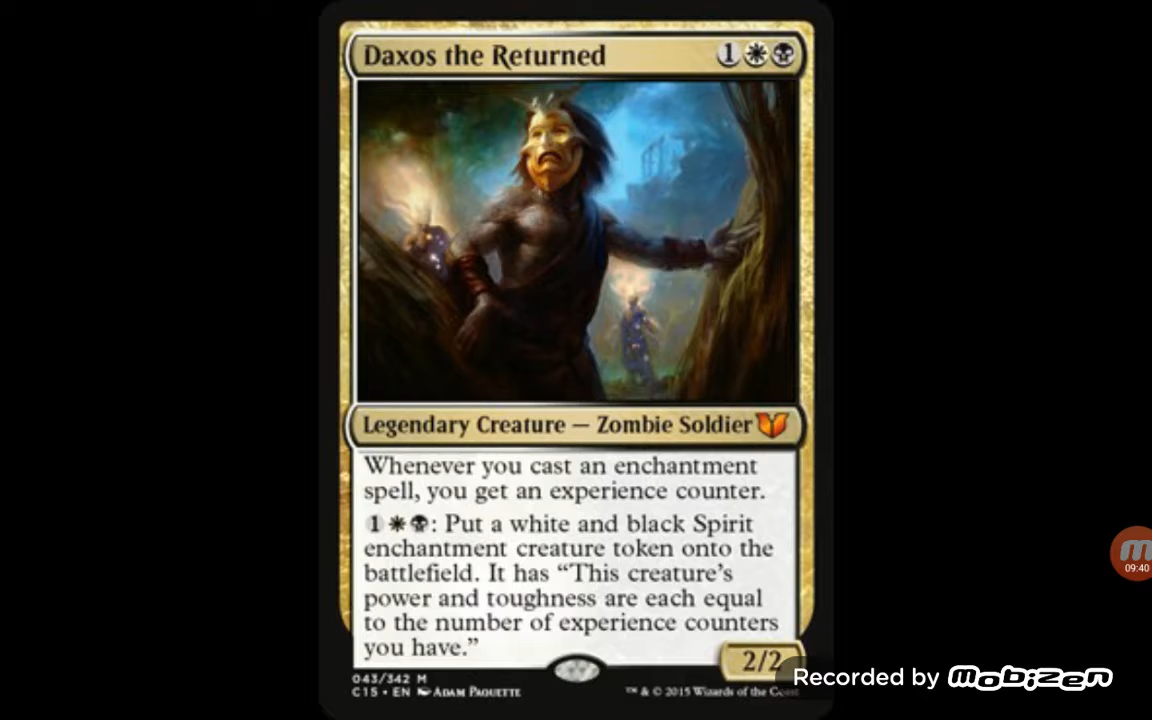 Daxos the Returned 1
Legendary Creature — Zombie Soldier
Whenever you cast an enchantment
spell, you get an experience counter.
1 : Put a white and black Spirit
enchantment creature token onto the
battlefield. It has “This creature’s
power and toughness are each equal
to the number of experience counters
you have.”
2/2
043/342 M
C15 • EN ADAM PAQUETTE
™ & © 2015 Wizards of the Coast
Recorded by mobizen
09:40